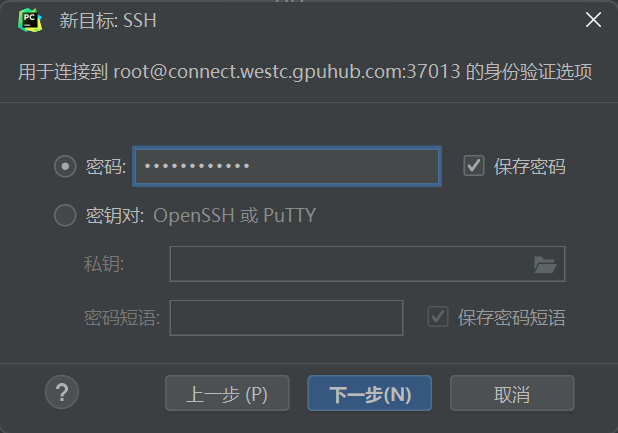 PC
新目标: SSH
用于连接到 root@connect.westc.gpuhub.com:37013 的身份验证选项
密码: •••••••••••• 保存密码
密钥对: OpenSSH 或 PuTTY
私钥:
密码短语: 保存密码短语
? 上一步 (P) 下一步(N) 取消